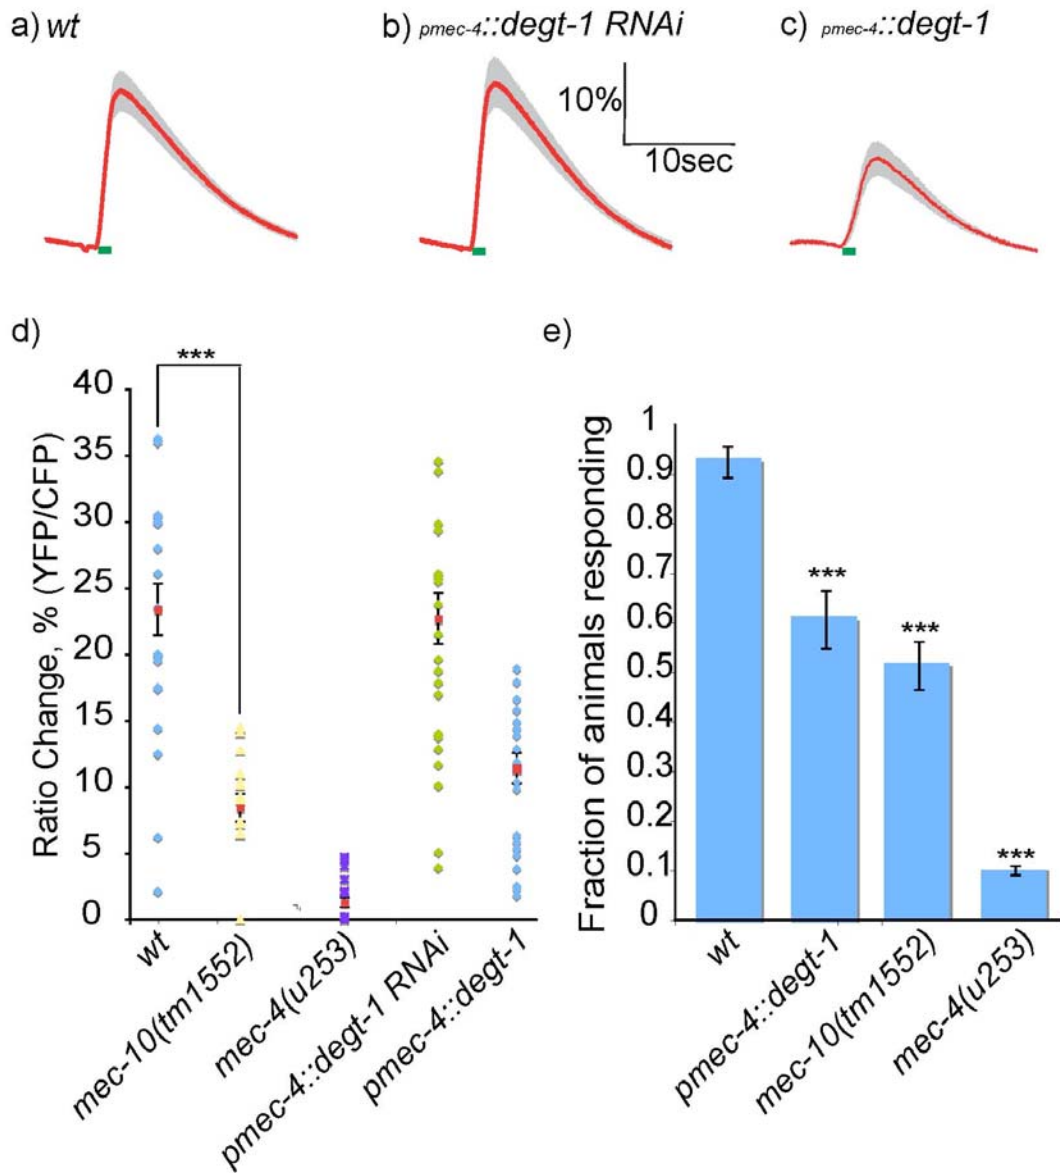 a) wt
b) pmec-4::degt-1 RNAi
c) pmec-4::degt-1
10%
10sec
d)
***
Ratio Change, % (YFP/CFP)
40
35
30
25
20
15
10
5
0
wt
mec-10(tm1552)
mec-4(u253)
pmec-4::degt-1 RNAi
pmec-4::degt-1
e)
Fraction of animals responding
1
0.9
0.8
0.7
0.6
0.5
0.4
0.3
0.2
0.1
0
***
***
***
wt
pmec-4::degt-1
mec-10(tm1552)
mec-4(u253)